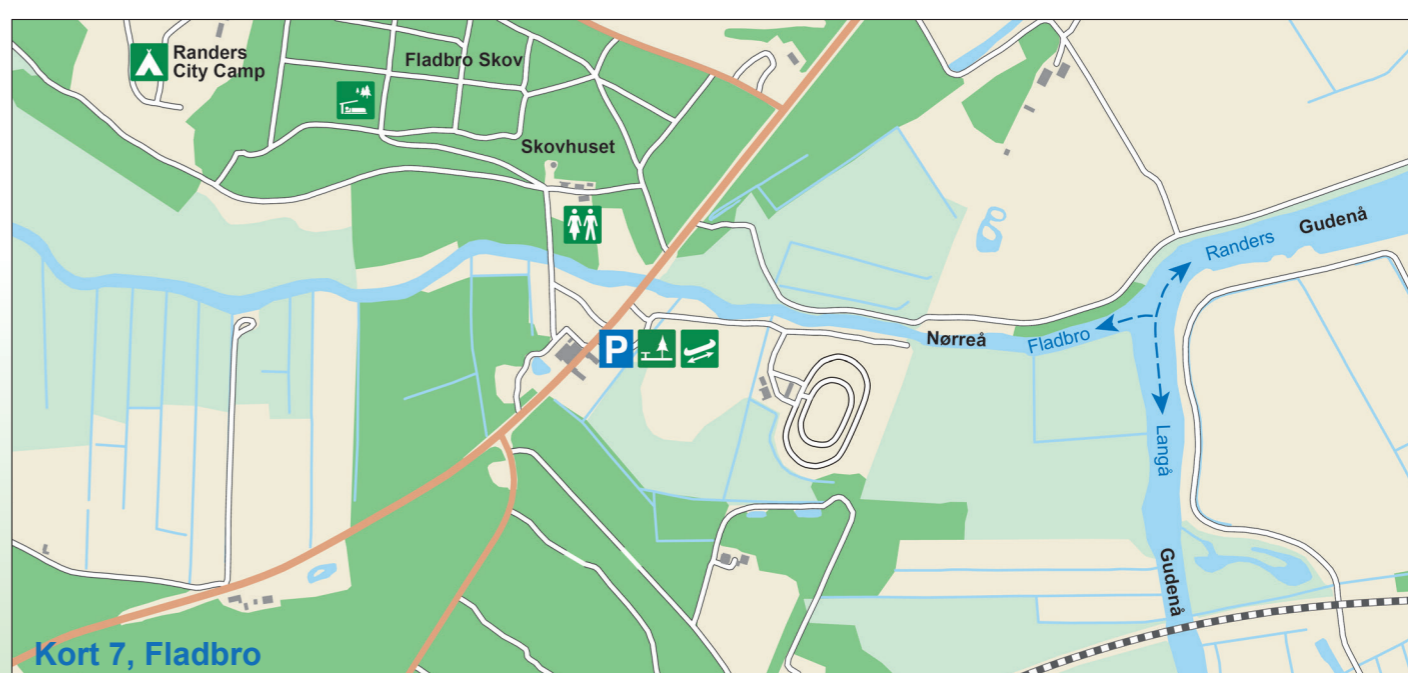 Randers
City Camp
Fladbro Skov
Skovhuset
Randers
Gudenå
P
Nørreå
Fladbro
Langå
Gudenå
Kort 7, Fladbro